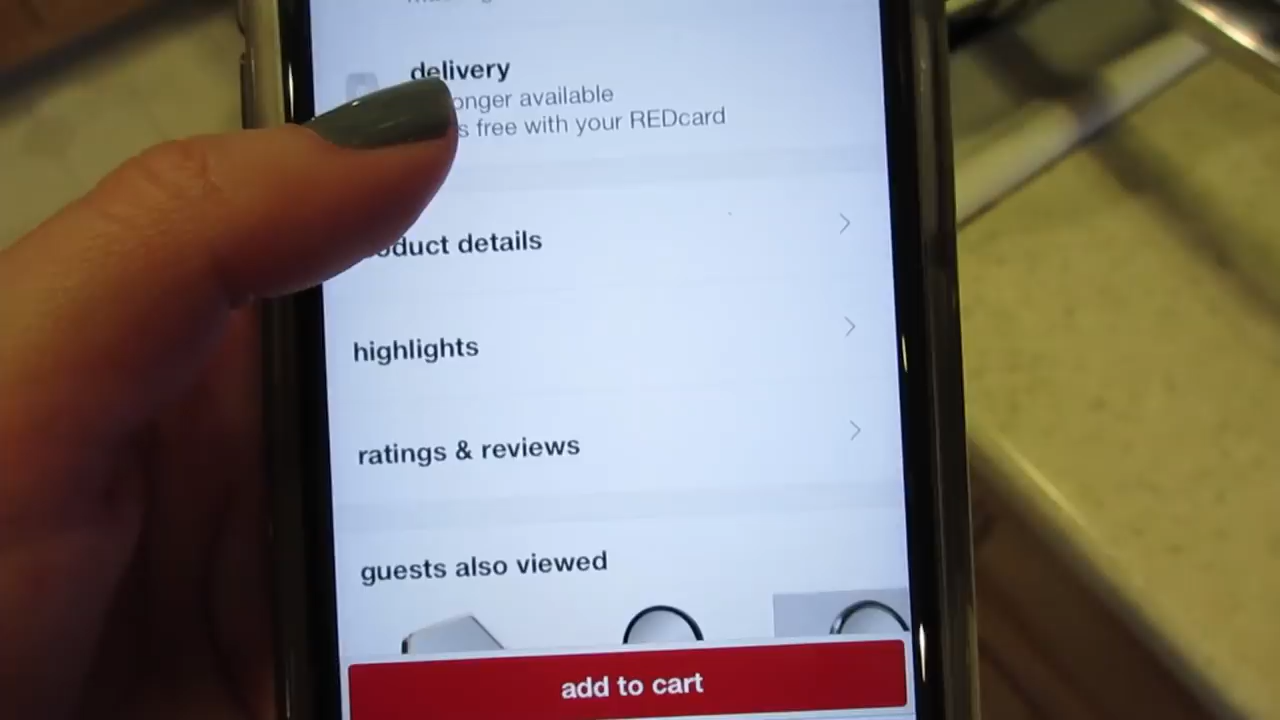 delivery
onger available
s free with your REDcard
oduct details
highlights
ratings & reviews
guests also viewed
add to cart